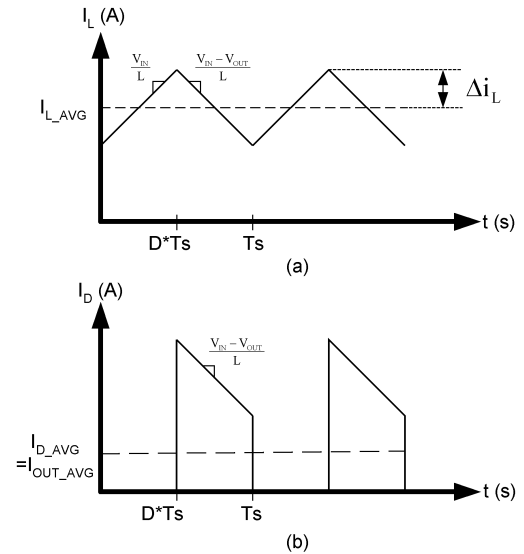 I_L (A)
V_IN / L
V_IN – V_OUT / L
I_L_AVG
Δi_L
t (s)
D*Ts
Ts
(a)
I_D (A)
V_IN – V_OUT / L
I_D_AVG
=I_OUT_AVG
t (s)
D*Ts
Ts
(b)